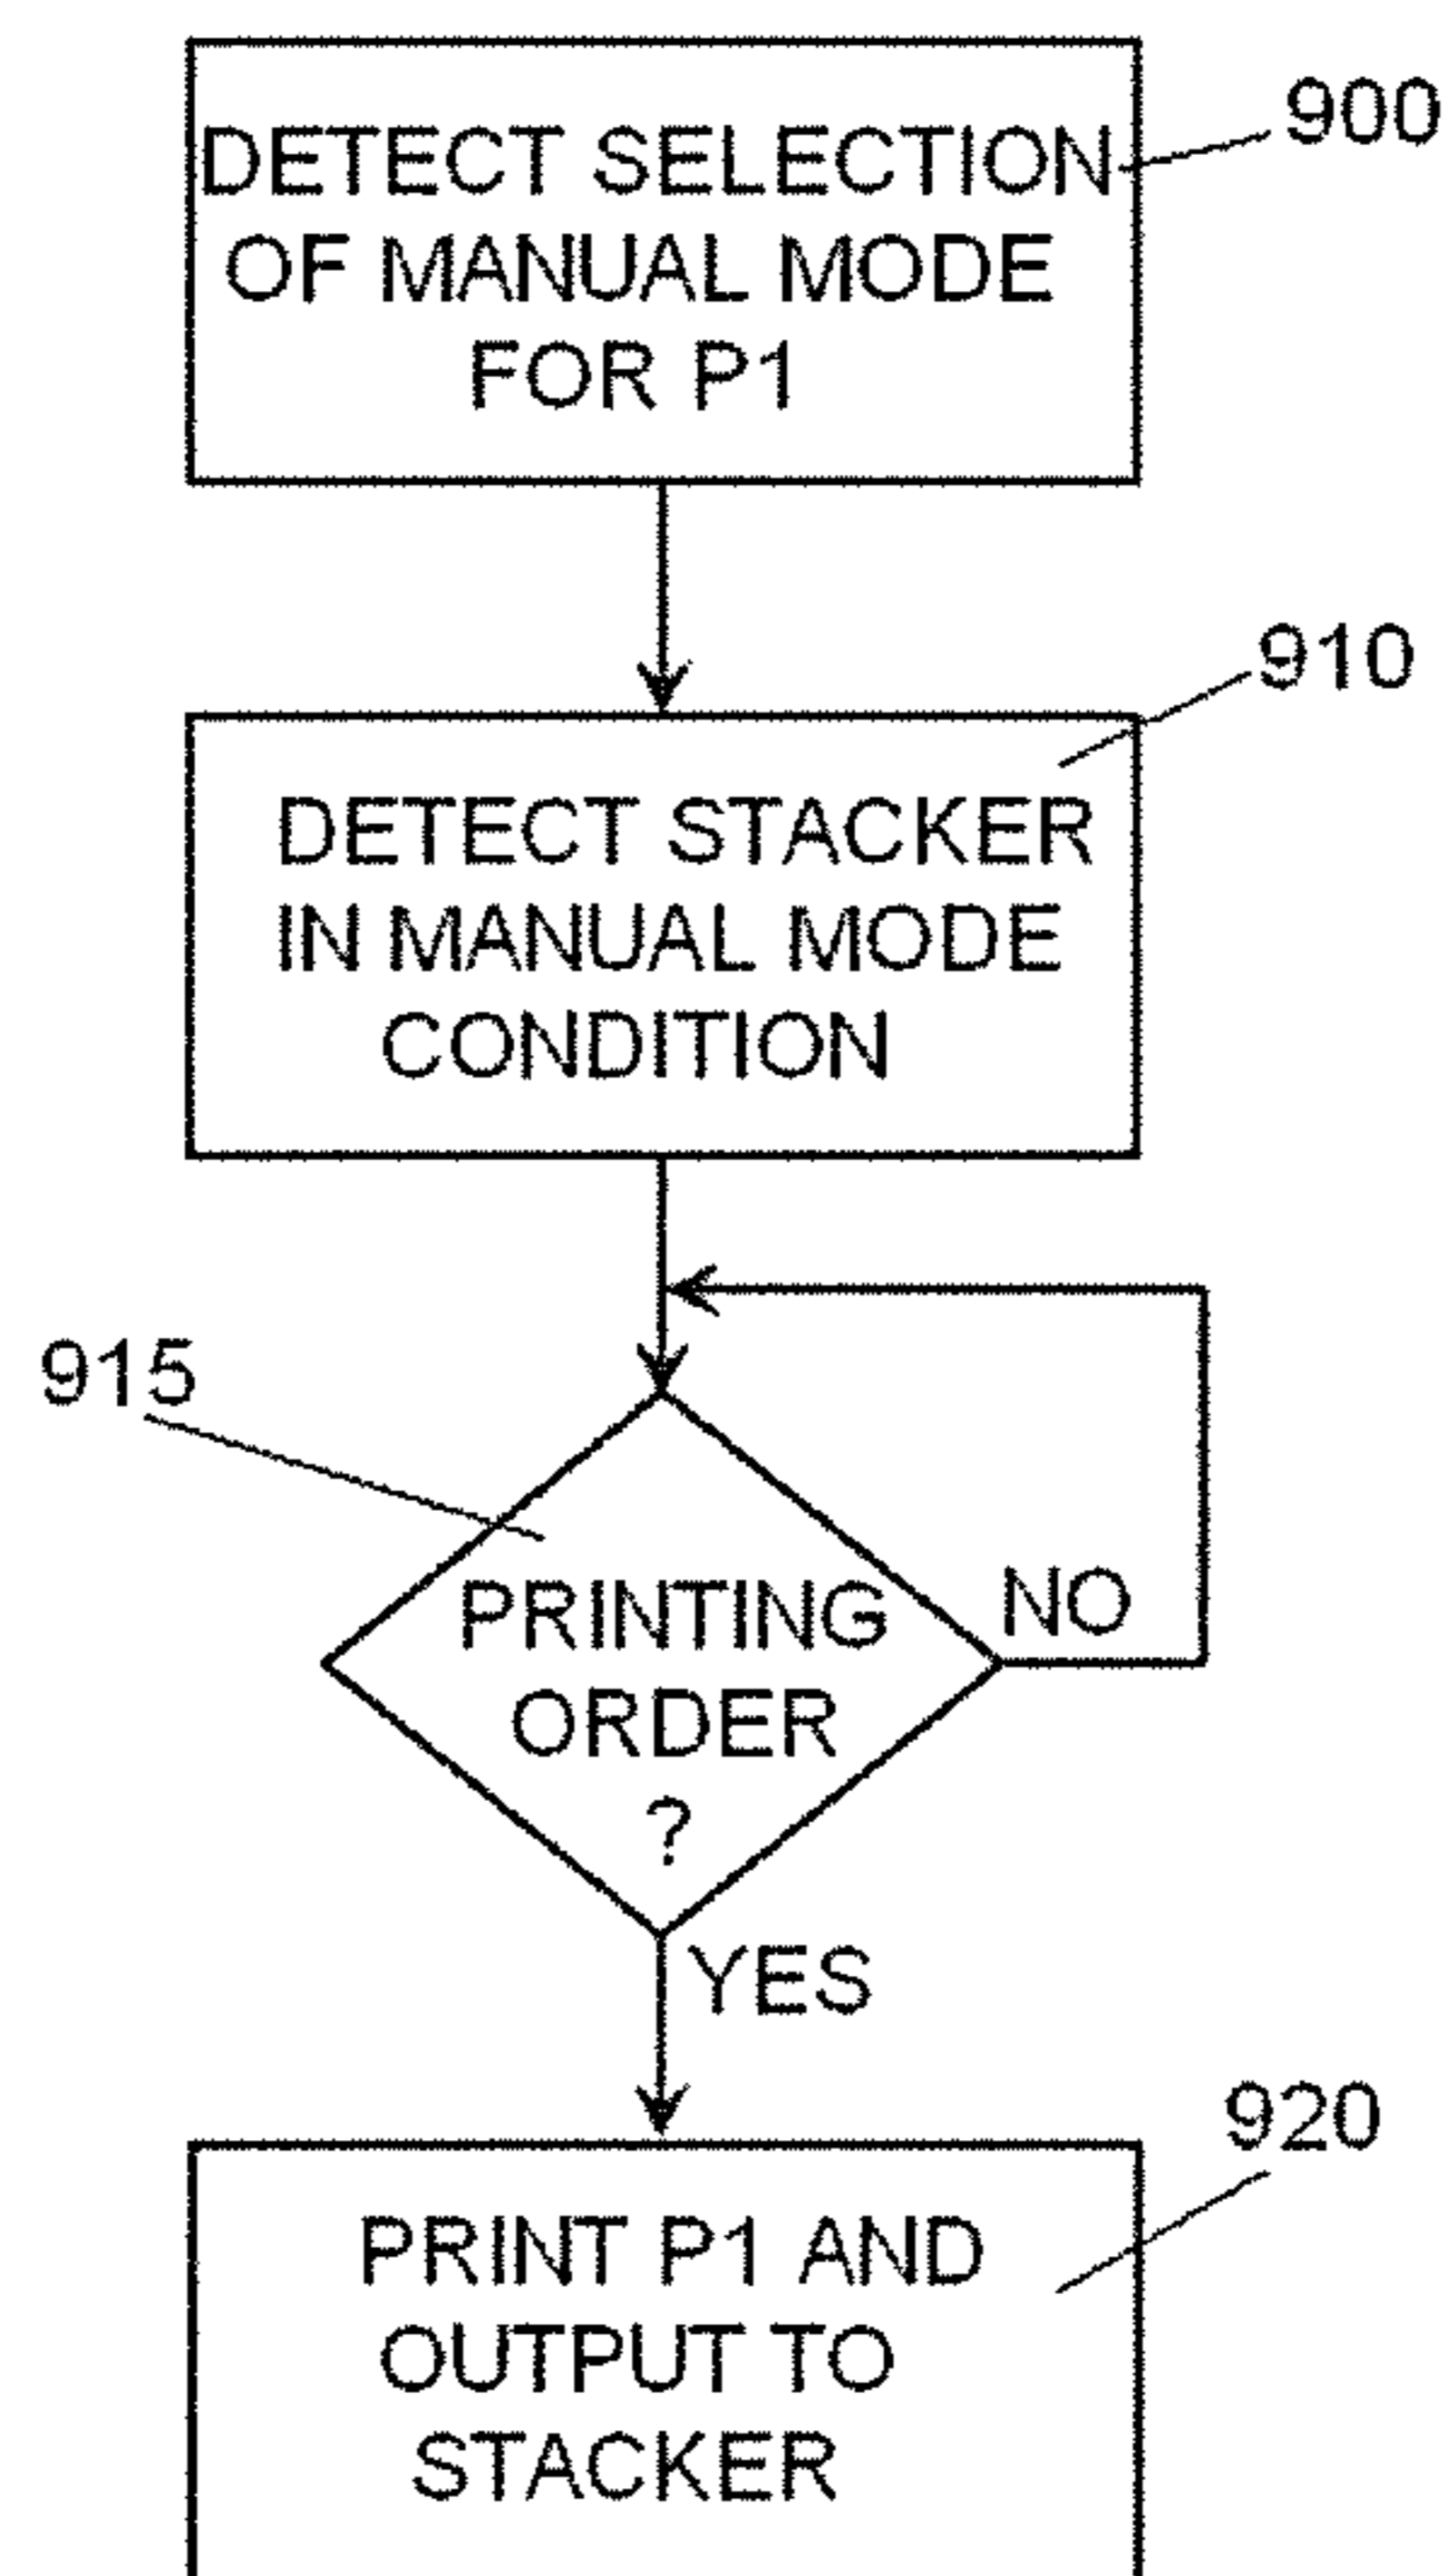 900
DETECT SELECTION
OF MANUAL MODE
FOR P1
910
DETECT STACKER
IN MANUAL MODE
CONDITION
915
PRINTING
ORDER
?
NO
YES
920
PRINT P1 AND
OUTPUT TO
STACKER